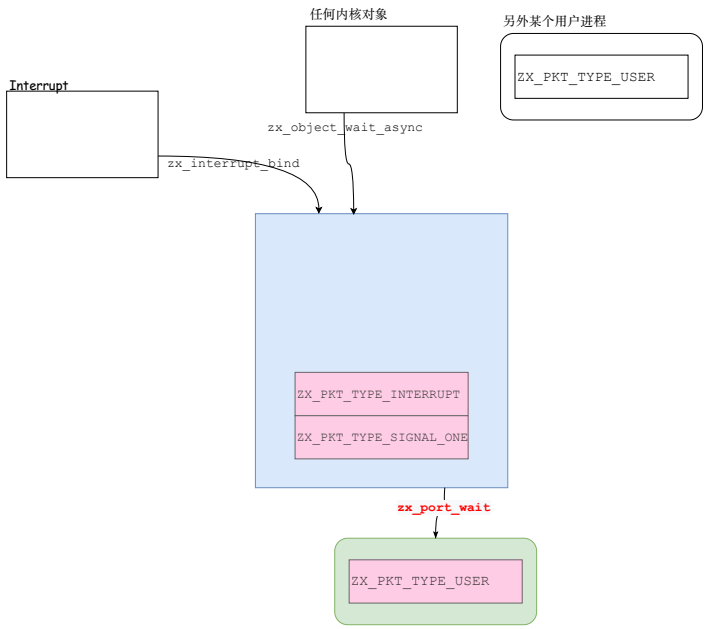 任何内核对象
另外某个用户进程
ZX_PKT_TYPE_USER
Interrupt
zx_object_wait_async
zx_interrupt_bind
ZX_PKT_TYPE_INTERRUPT
ZX_PKT_TYPE_SIGNAL_ONE
zx_port_wait
ZX_PKT_TYPE_USER